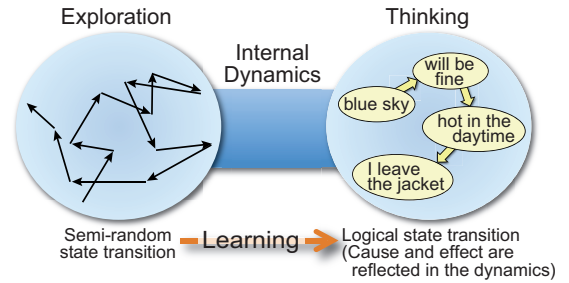 Exploration
Thinking
Internal
Dynamics
will be
fine
blue sky
hot in the
daytime
I leave
the jacket
Semi-random
state transition
Learning
Logical state transition
(Cause and effect are
reflected in the dynamics)